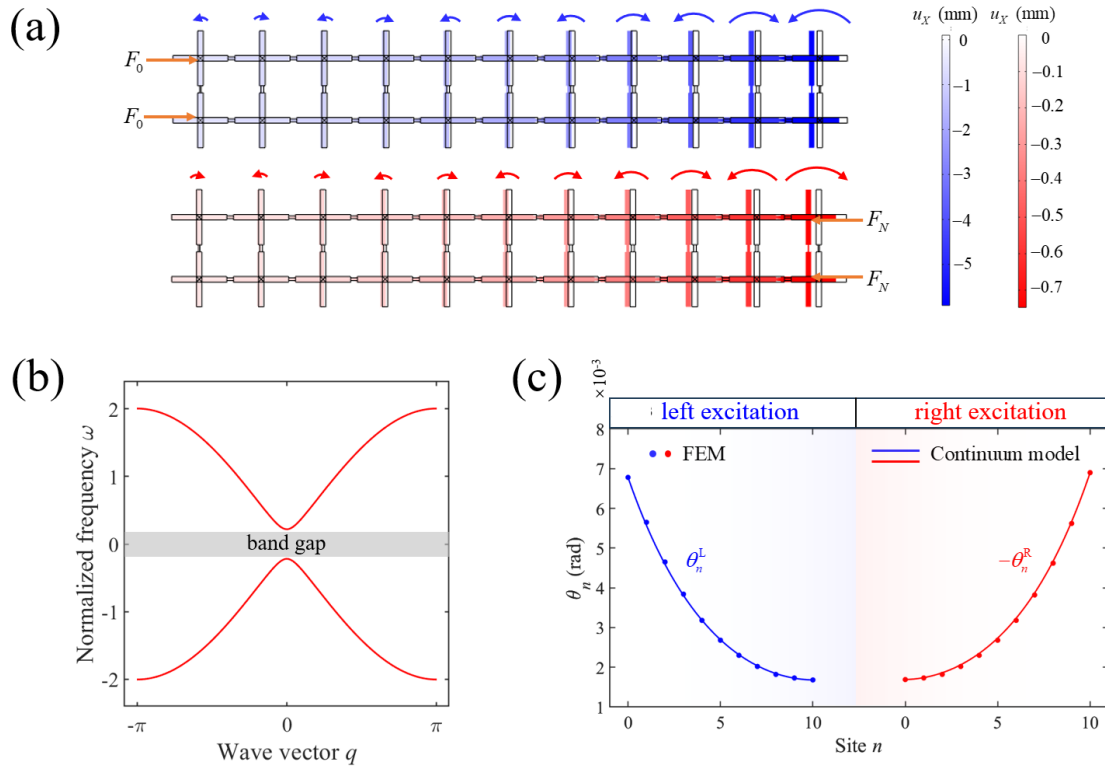 (a)
u_X (mm)
u_X (mm)
0
−1
−2
−3
−4
−5
0
−0.1
−0.2
−0.3
−0.4
−0.5
−0.6
−0.7
F_0
F_0
F_N
F_N
(b)
Normalized frequency ω
2
1
0
-1
-2
band gap
-π
0
π
Wave vector q
(c)
×10⁻³
left excitation
right excitation
FEM
Continuum model
θ_n (rad)
8
7
6
5
4
3
2
1
θ_n^L
−θ_n^R
0
5
10
0
5
10
Site n